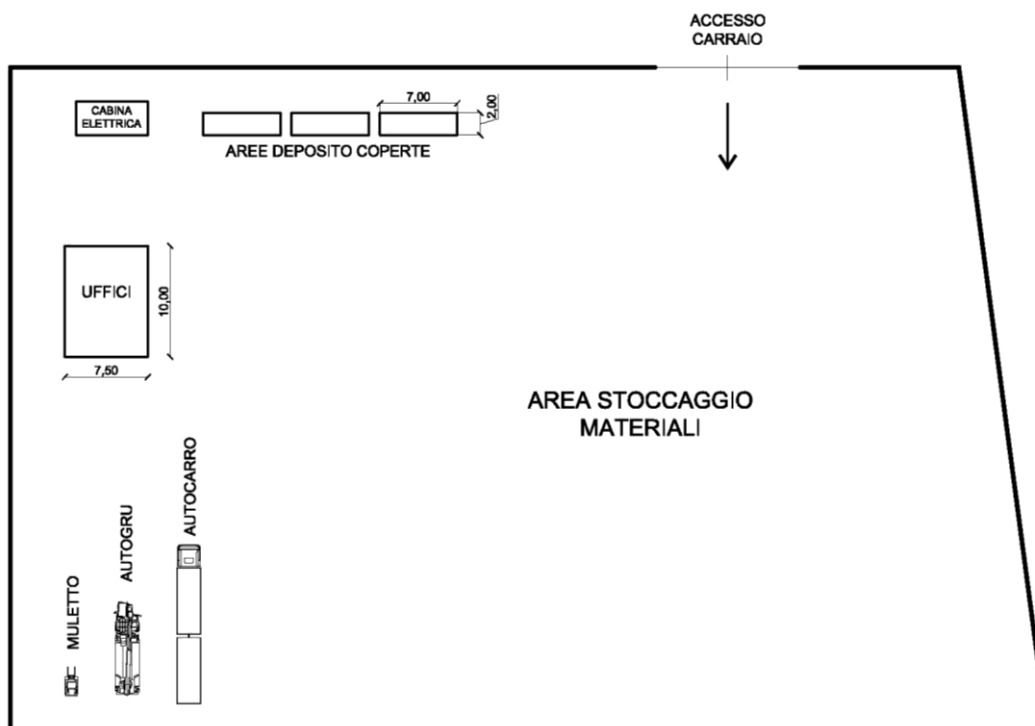 ACCESSO
CARRAIO
CABINA
ELETTRICA
7,00
2,00
AREE DEPOSITO COPERTE
UFFICI
10,00
7,50
AREA STOCCAGGIO
MATERIALI
AUTOCARRO
AUTOGRU
MULETTO